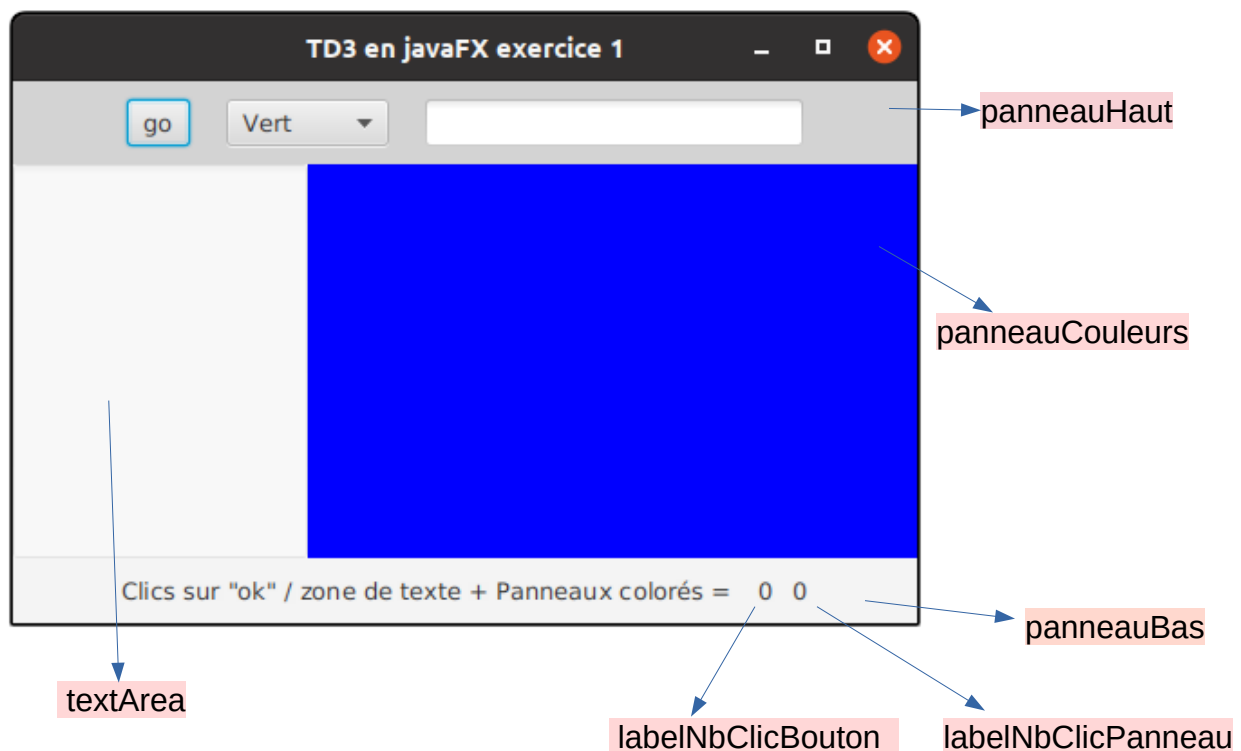 TD3 en javaFX exercice 1
go Vert
panneauHaut
panneauCouleurs
Clics sur "ok" / zone de texte + Panneaux colorés = 0 0
panneauBas
textArea
labelNbClicBouton labelNbClicPanneau